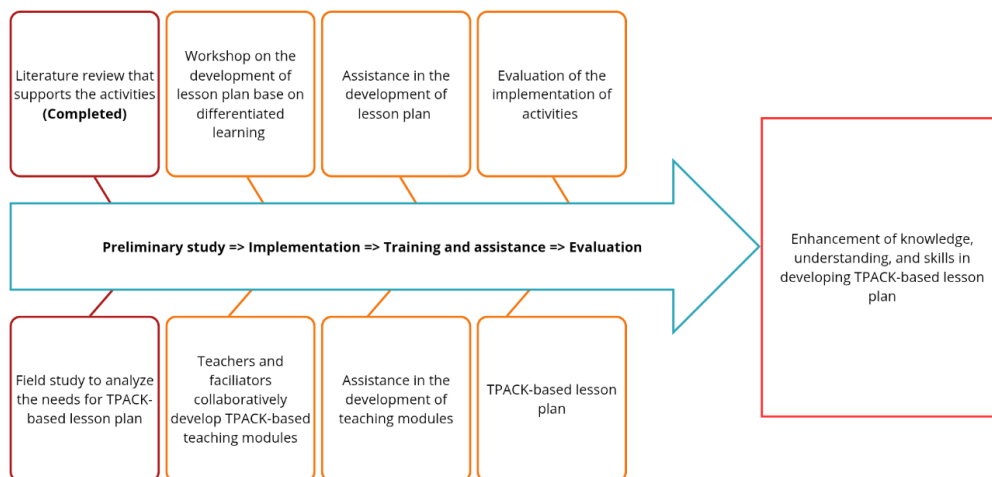 Literature review that
supports the activities
(Completed)
Workshop on the
development of
lesson plan base on
differentiated
learning
Assistance in the
development of
lesson plan
Evaluation of the
implementation of
activities
Preliminary study => Implementation => Training and assistance => Evaluation
Enhancement of knowledge,
understanding, and skills in
developing TPACK-based lesson
plan
Field study to analyze
the needs for TPACK-
based lesson plan
Teachers and
faciliators
collaboratively
develop TPACK-based
teaching modules
Assistance in the
development of
teaching modules
TPACK-based lesson
plan